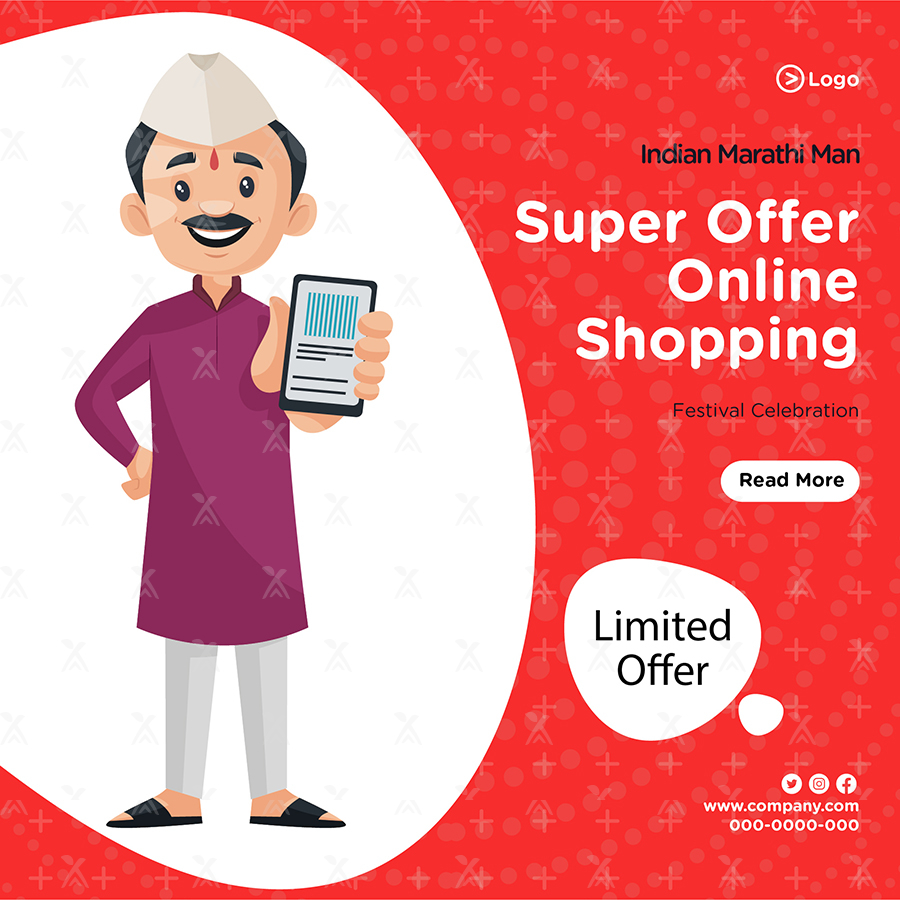 Logo
Indian Marathi Man
Super Offer
Online
Shopping
Festival Celebration
Read More
Limited
Offer
www.company.com
000-0000-000